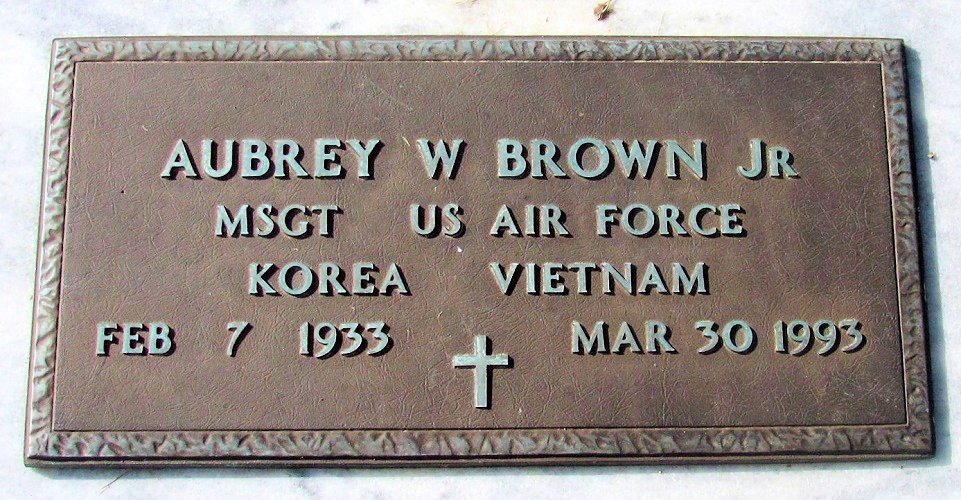 AUBREY W BROWN JR
MSGT US AIR FORCE
KOREA VIETNAM
FEB 7 1933 MAR 30 1993